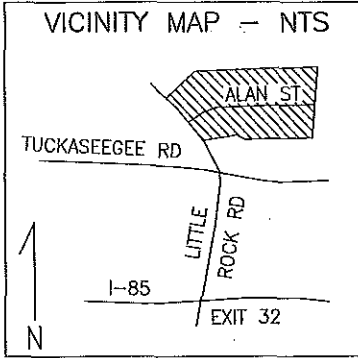 VICINITY MAP - NTS
ALAN ST
TUCKASEEGEE RD
LITTLE
ROCK RD
I-85
EXIT 32
N